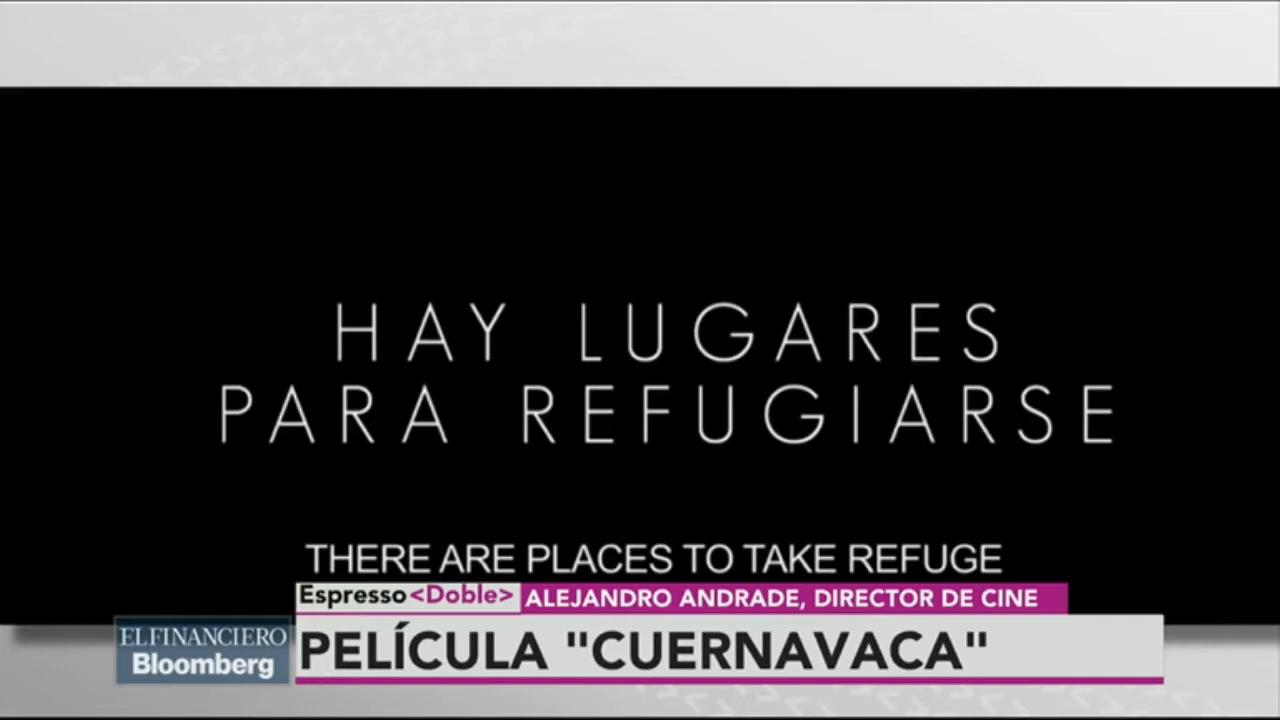 HAY LUGARES
PARA REFUGIARSE
THERE ARE PLACES TO TAKE REFUGE
Espresso <Doble> ALEJANDRO ANDRADE, DIRECTOR DE CINE
EL FINANCIERO
Bloomberg
PELÍCULA "CUERNAVACA"